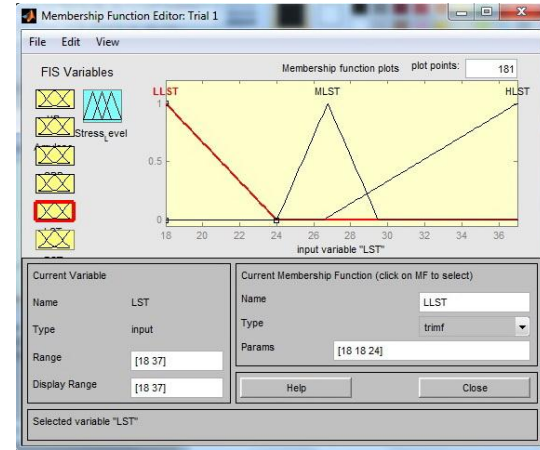 Membership Function Editor: Trial 1
File Edit View
FIS Variables
Membership function plots
plot points:
181
StressLevel
LLST
MLST
HLST
1
0.5
0
18 20 22 24 26 28 30 32 34 36
input variable "LST"
Current Variable
Name LST
Type input
Range [18 37]
Display Range [18 37]
Current Membership Function (click on MF to select)
Name LLST
Type trimf
Params [18 18 24]
Help Close
Selected variable "LST"